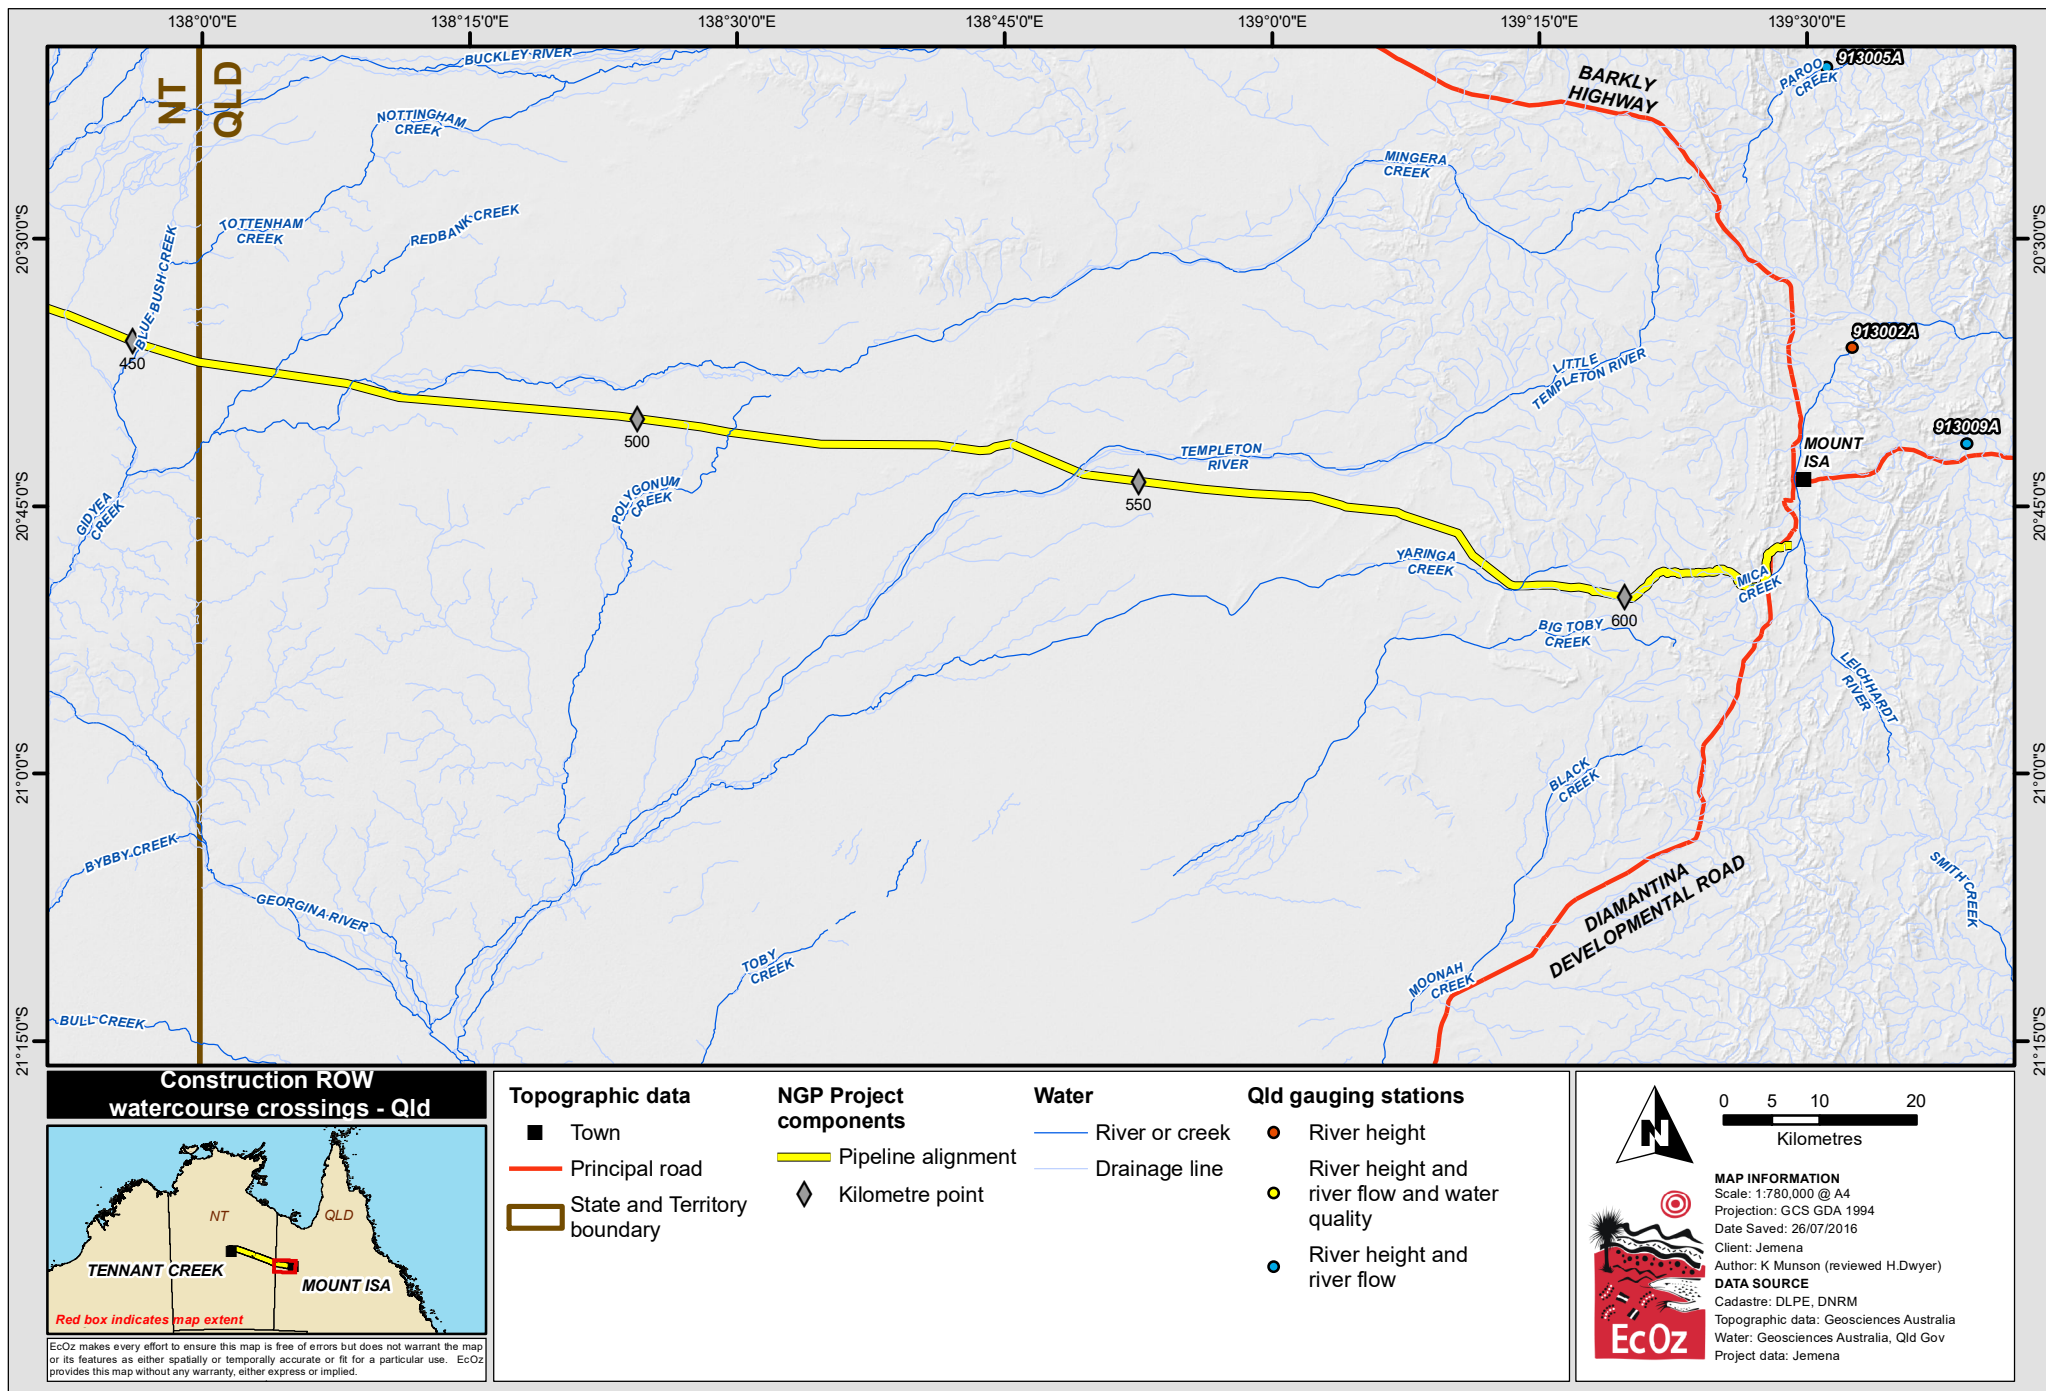 138°0'0"E
138°15'0"E
138°30'0"E
138°45'0"E
139°0'0"E
139°15'0"E
139°30'0"E
20°30'0"S
20°45'0"S
21°0'0"S
21°15'0"S
20°30'0"S
20°45'0"S
21°0'0"S
21°15'0"S
NT
QLD
BUCKLEY RIVER
NOTTINGHAM
CREEK
TOTTENHAM
CREEK
REDBANK CREEK
BLUE BUSH CREEK
GIDYEA
CREEK
BARKLY
HIGHWAY
PAROO
CREEK
913005A
MINGERA
CREEK
913002A
LITTLE
TEMPLETON RIVER
913009A
MOUNT
ISA
450
500
550
600
TEMPLETON
RIVER
POLYGONUM
CREEK
YARINGA
CREEK
MICA
CREEK
BIG TOBY
CREEK
LEICHHARDT
RIVER
BLACK
CREEK
BYBBY CREEK
GEORGINA RIVER
TOBY
CREEK
BULL CREEK
MOONAH
CREEK
DIAMANTINA
DEVELOPMENTAL ROAD
SMITH CREEK
Construction ROW
watercourse crossings - Qld
NT
QLD
TENNANT CREEK
MOUNT ISA
Red box indicates map extent
EcOz makes every effort to ensure this map is free of errors but does not warrant the map
or its features as either spatially or temporally accurate or fit for a particular use. EcOz
provides this map without any warranty, either express or implied.
Topographic data
Town
Principal road
State and Territory
boundary
NGP Project
components
Pipeline alignment
Kilometre point
Water
River or creek
Drainage line
Qld gauging stations
River height
River height and
river flow and water
quality
River height and
river flow
N
0 5 10 20
Kilometres
MAP INFORMATION
Scale: 1:780,000 @ A4
Projection: GCS GDA 1994
Date Saved: 26/07/2016
Client: Jemena
Author: K Munson (reviewed H.Dwyer)
DATA SOURCE
Cadastre: DLPE, DNRM
Topographic data: Geosciences Australia
Water: Geosciences Australia, Qld Gov
Project data: Jemena
EcOz